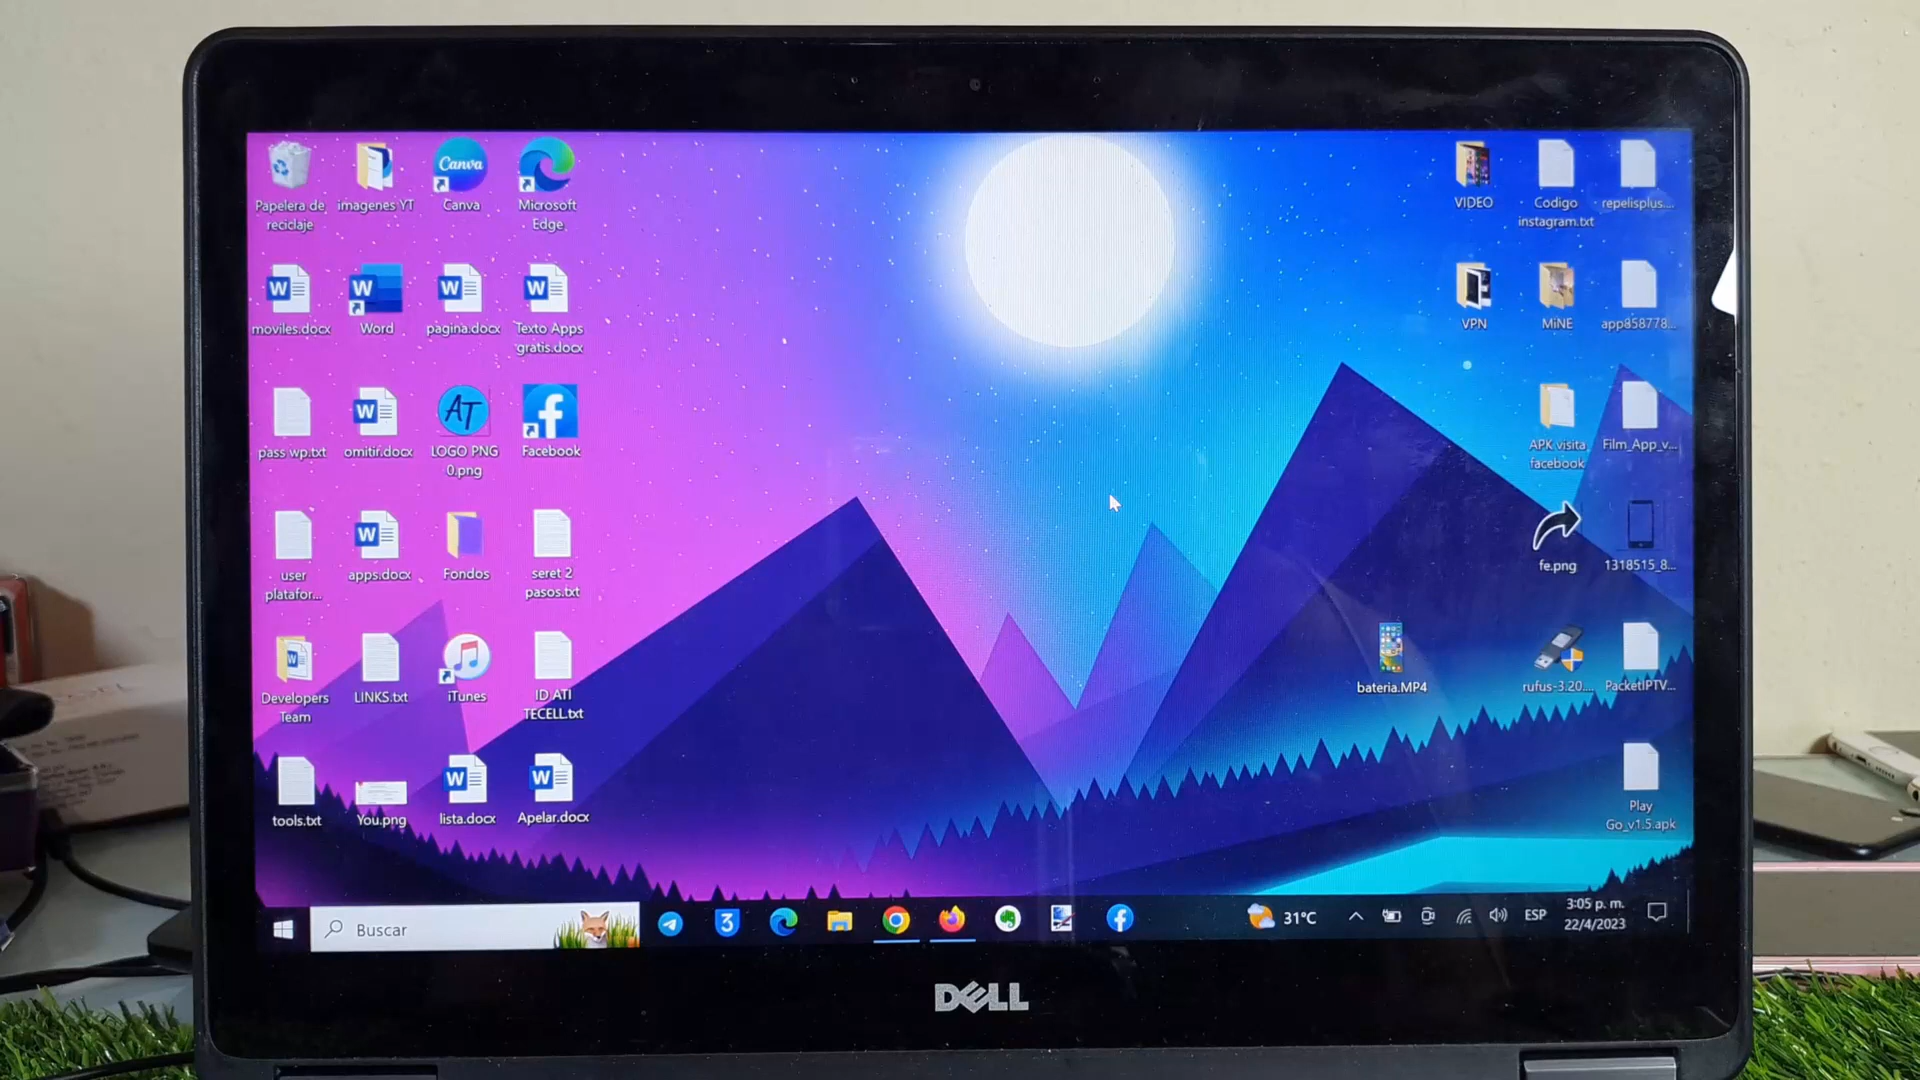 Papelera de
reciclaje
imagenes YT
Canva
Canva
Microsoft
Edge
VIDEO
Codigo
instagram.txt
repelisplus....
moviles.docx
Word
pagina.docx
Texto Apps
gratis.docx
VPN
MiNE
app858778...
pass wp.txt
omitir.docx
AT
LOGO PNG
0.png
Facebook
APK visita
facebook
Film_App_v...
user
platafor...
apps.docx
Fondos
seret 2
pasos.txt
fe.png
1318515_8...
Developers
Team
LINKS.txt
iTunes
ID ATI
TECELL.txt
bateria.MP4
rufus-3.20....
PacketIPTV...
tools.txt
You.png
lista.docx
Apelar.docx
Play
Go_v1.5.apk
Buscar
3
31°C
ESP
3:05 p. m.
22/4/2023
DELL